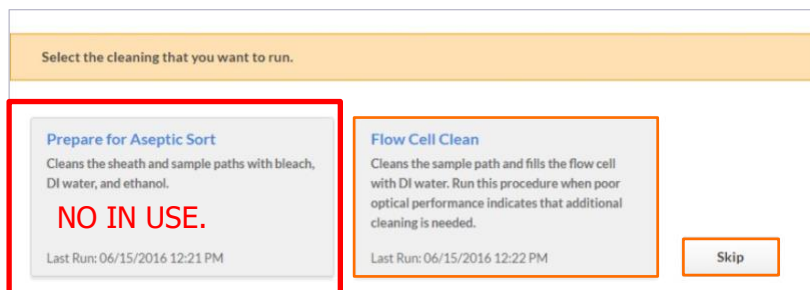 Select the cleaning that you want to run.
Prepare for Aseptic Sort
Cleans the sheath and sample paths with bleach,
DI water, and ethanol.
NO IN USE.
Last Run: 06/15/2016 12:21 PM
Flow Cell Clean
Cleans the sample path and fills the flow cell
with DI water. Run this procedure when poor
optical performance indicates that additional
cleaning is needed.
Last Run: 06/15/2016 12:22 PM
Skip